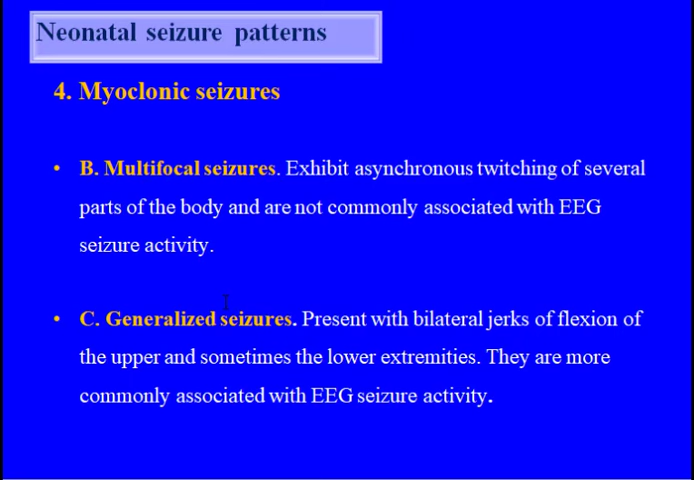 Neonatal seizure patterns
4. Myoclonic seizures
• B. Multifocal seizures. Exhibit asynchronous twitching of several
parts of the body and are not commonly associated with EEG
seizure activity.
• C. Generalized seizures. Present with bilateral jerks of flexion of
the upper and sometimes the lower extremities. They are more
commonly associated with EEG seizure activity.